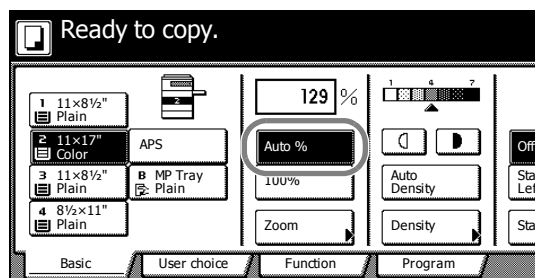 Ready to copy.
1 11×8½"
Plain
2 11×17"
Color
3 11×8½"
Plain
4 8½×11"
Plain
2
APS
B MP Tray
Plain
129 %
Auto %
100%
Zoom
1 4 7
Auto
Density
Density
Off
Sta
Lef
Sta
Basic
User choice
Function
Program